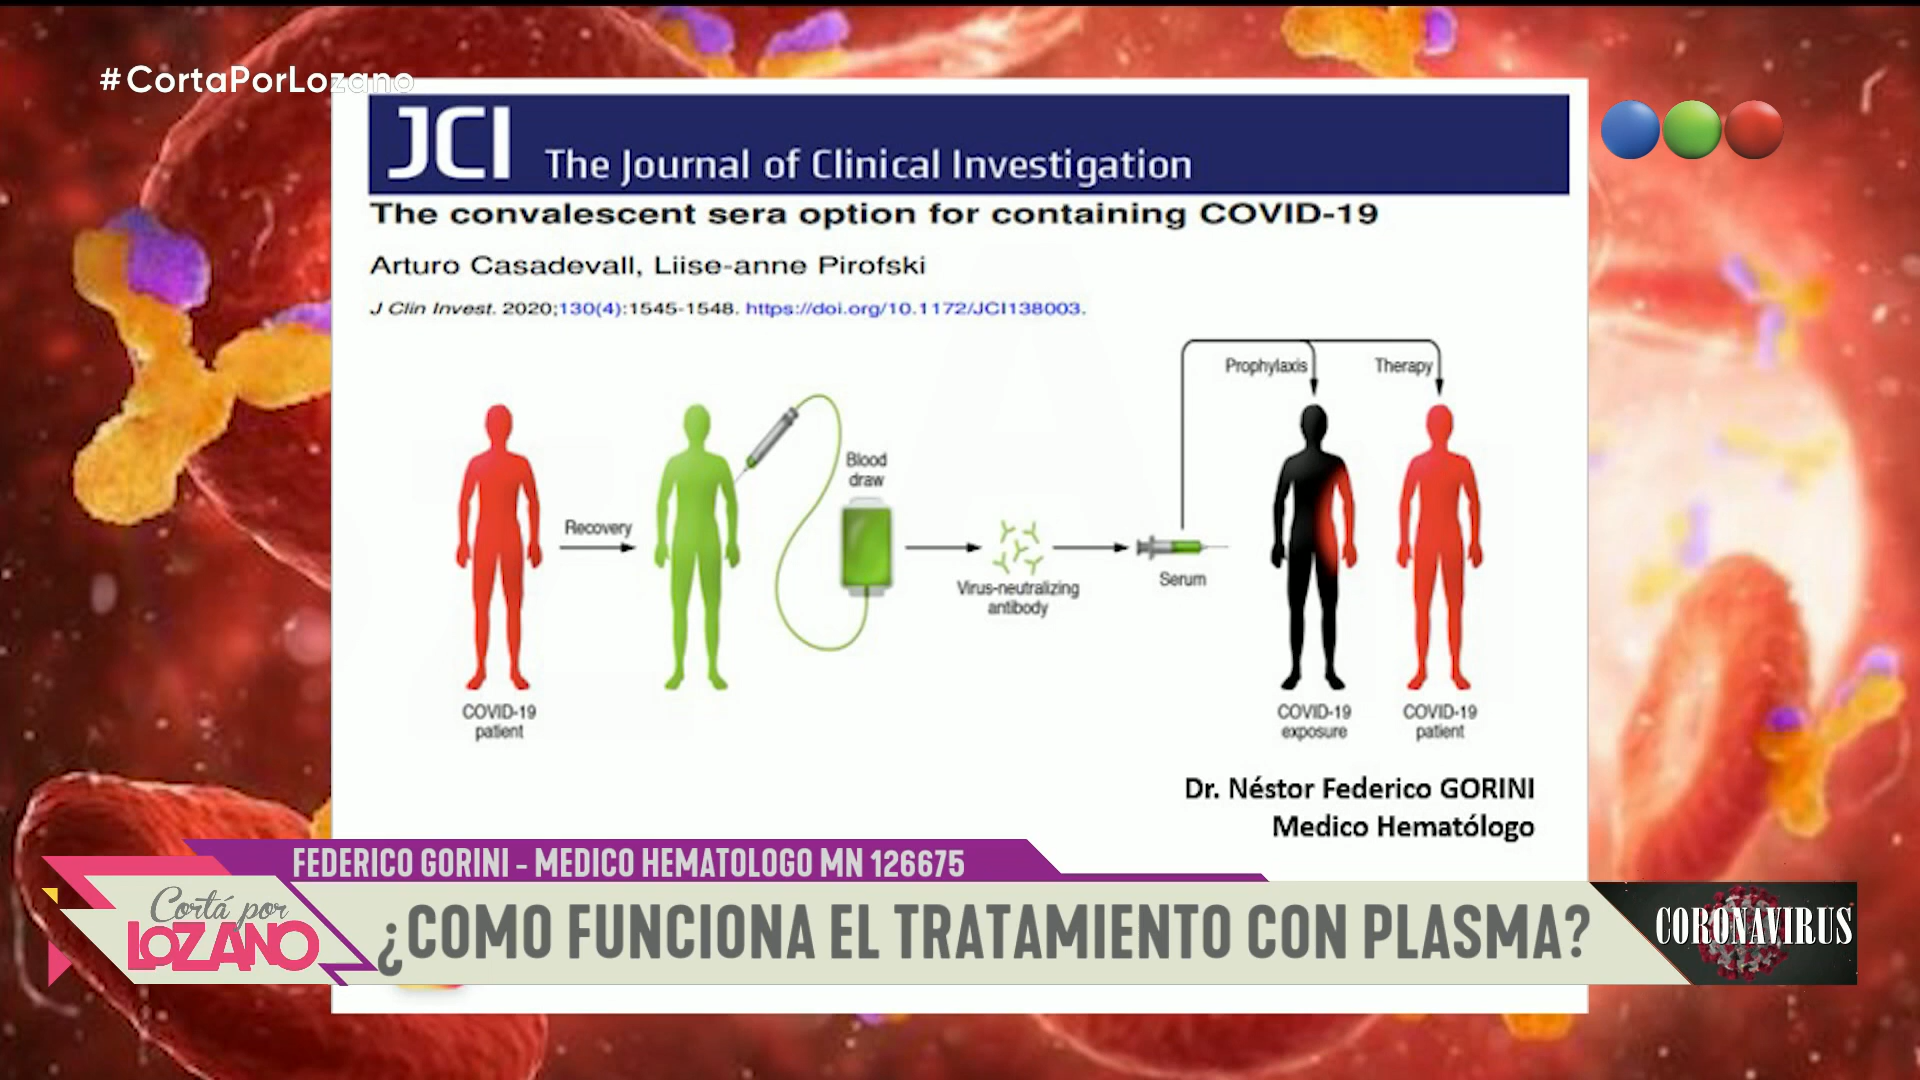 #CortaPorLozano
JCI The Journal of Clinical Investigation
The convalescent sera option for containing COVID-19
Arturo Casadevall, Liise-anne Pirofski
J Clin Invest. 2020;130(4):1545-1548. https://doi.org/10.1172/JCI138003.
Prophylaxis
Therapy
Blood
draw
Recovery
Virus-neutralizing
antibody
Serum
COVID-19
patient
COVID-19
exposure
COVID-19
patient
Dr. Néstor Federico GORINI
Medico Hematólogo
FEDERICO GORINI - MEDICO HEMATOLOGO MN 126675
Cortá por
LOZANO
¿COMO FUNCIONA EL TRATAMIENTO CON PLASMA?
CORONAVIRUS